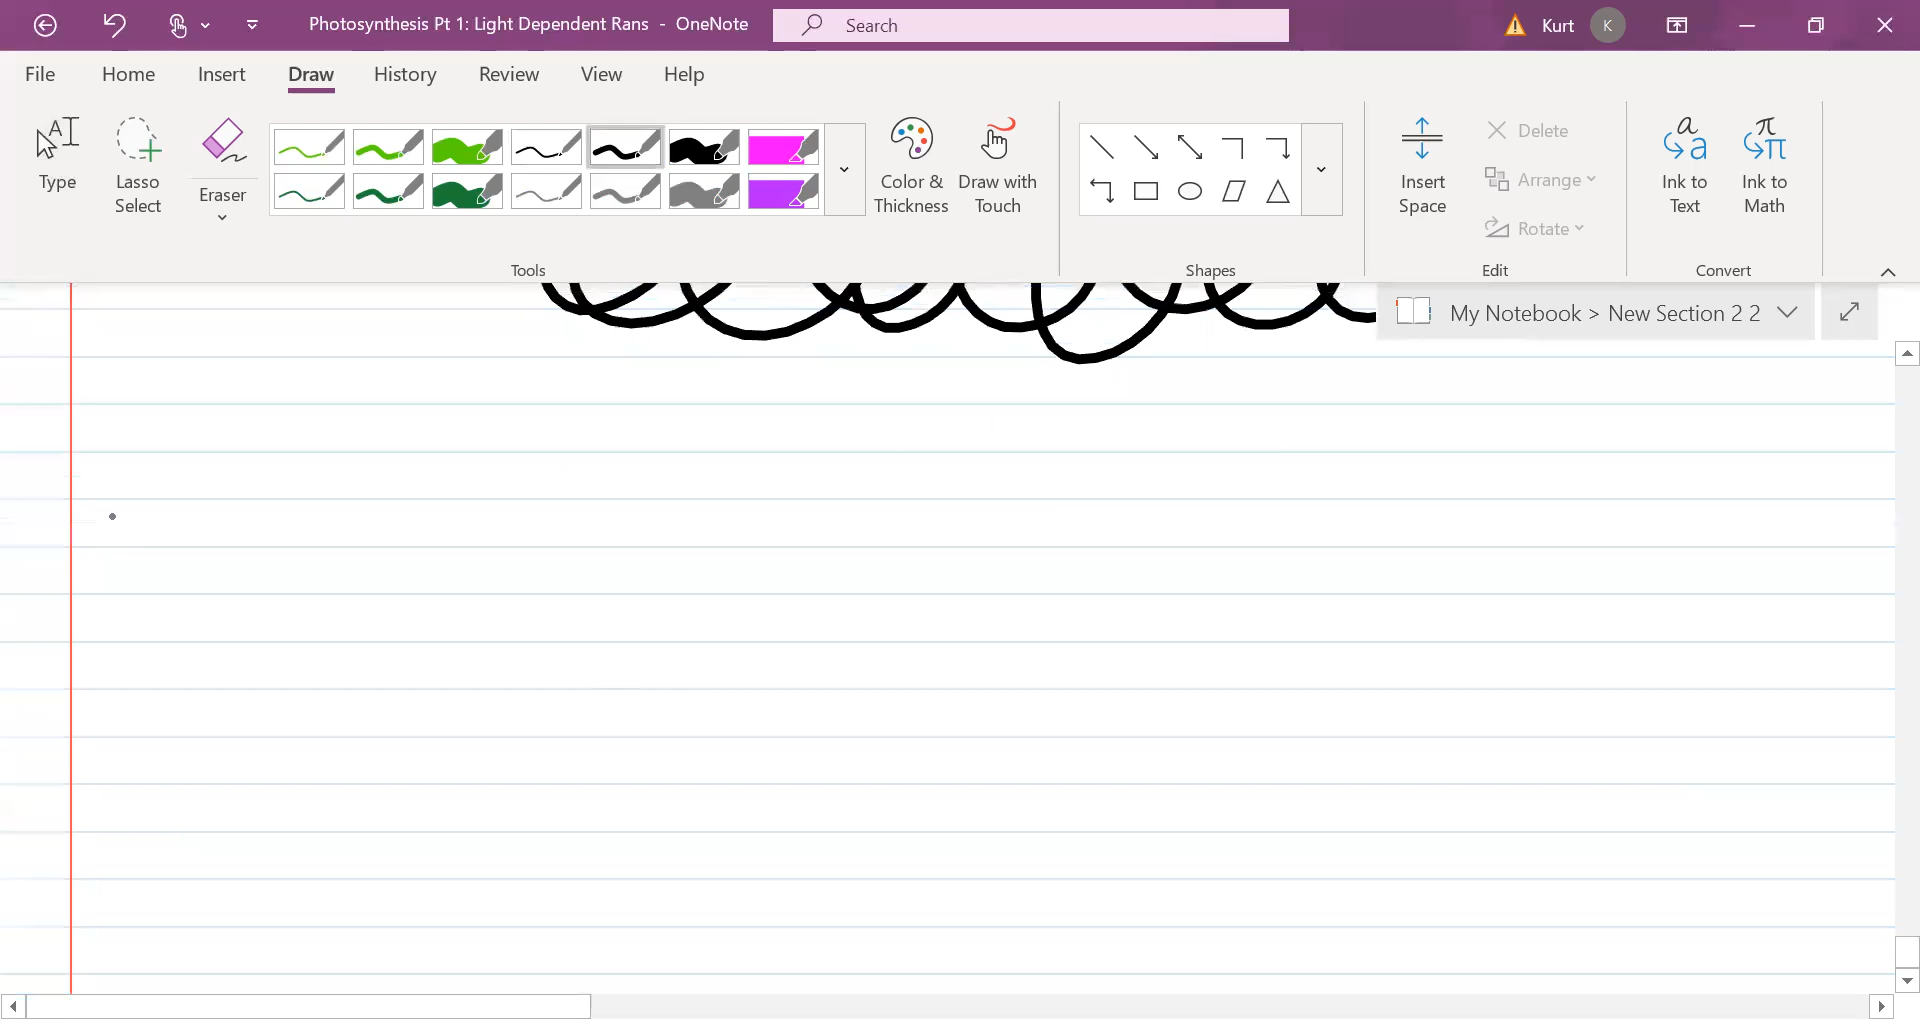 Photosynthesis Pt 1: Light Dependent Rans - OneNote
Search
Kurt K
File Home Insert Draw History Review View Help
Type
Lasso Select
Eraser
Color & Thickness
Draw with Touch
Tools
Shapes
Insert Space
Delete
Arrange
Rotate
Edit
Ink to Text
Ink to Math
Convert
My Notebook > New Section 2 2